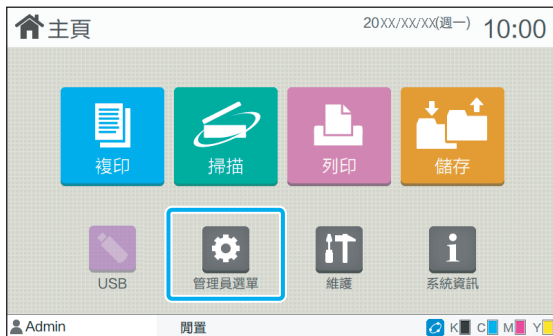 主頁 20XX/XX/XX(週一) 10:00
複印 掃描 列印 儲存
USB 管理員選單 維護 系統資訊
Admin 閒置 K C M Y